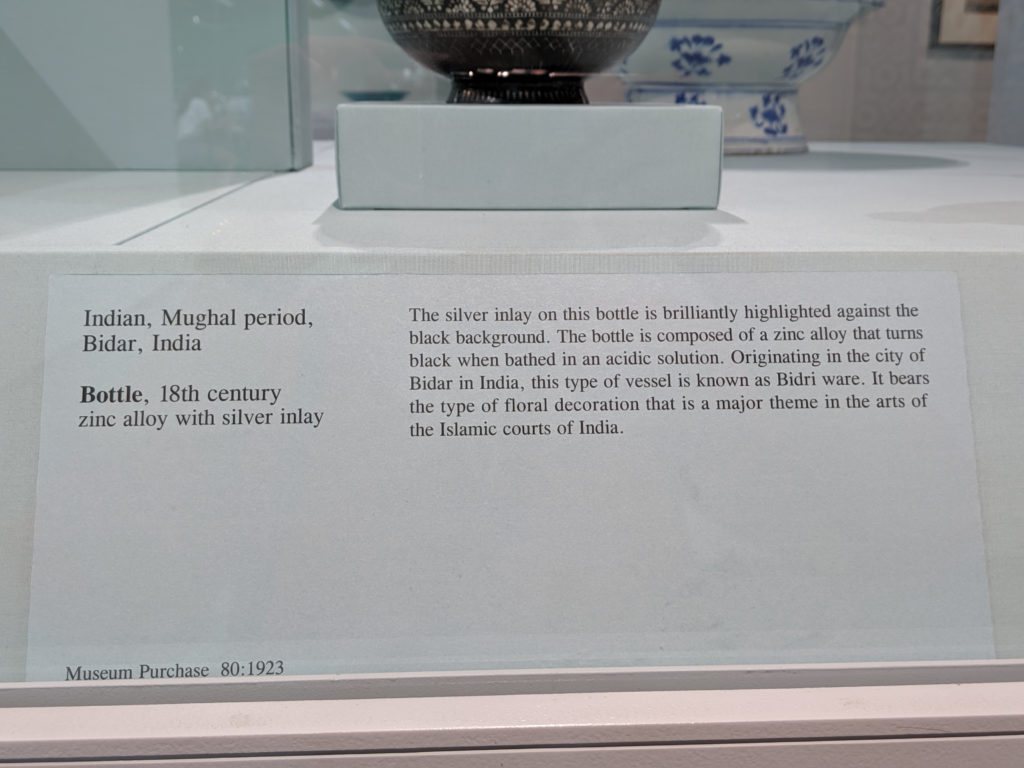 Indian, Mughal period,
Bidar, India
Bottle, 18th century
zinc alloy with silver inlay
The silver inlay on this bottle is brilliantly highlighted against the
black background. The bottle is composed of a zinc alloy that turns
black when bathed in an acidic solution. Originating in the city of
Bidar in India, this type of vessel is known as Bidri ware. It bears
the type of floral decoration that is a major theme in the arts of
the Islamic courts of India.
Museum Purchase 80:1923